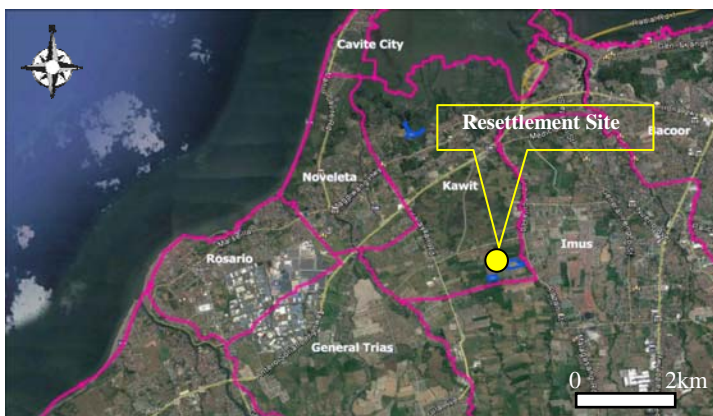 Cavite City
Resettlement Site
Bacoor
Noveleta
Kawit
Imus
Rosario
General Trias
0 2km